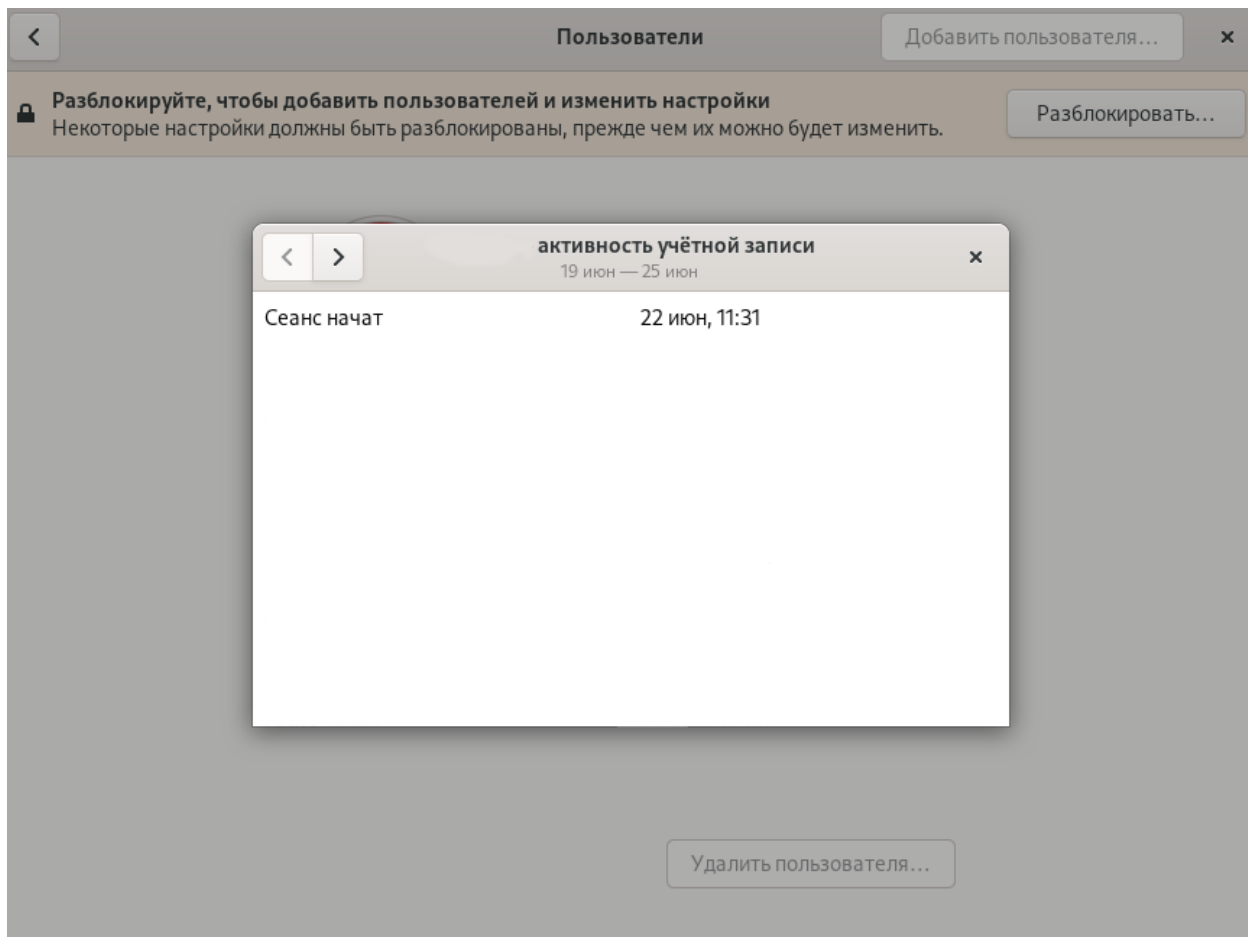 Пользователи
Добавить пользователя...
Разблокируйте, чтобы добавить пользователей и изменить настройки
Некоторые настройки должны быть разблокированы, прежде чем их можно будет изменить.
Разблокировать...
активность учётной записи
19 июн — 25 июн
Сеанс начат 22 июн, 11:31
Удалить пользователя...